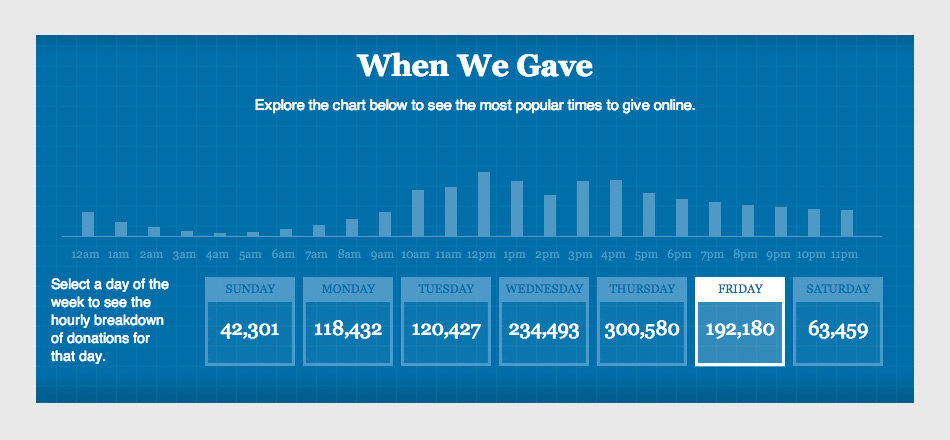 When We Gave
Explore the chart below to see the most popular times to give online.
12am 1am 2am 3am 4am 5am 6am 7am 8am 9am 10am 11am 12pm 1pm 2pm 3pm 4pm 5pm 6pm 7pm 8pm 9pm 10pm 11pm
Select a day of the
week to see the
hourly breakdown
of donations for
that day.
SUNDAY MONDAY TUESDAY WEDNESDAY THURSDAY FRIDAY SATURDAY
42,301 118,432 120,427 234,493 300,580 192,180 63,459